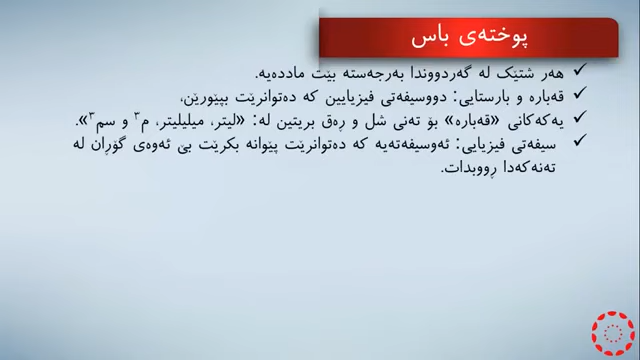 پوختەی باس
هەر شتێک لە گەردووندا بەرجەستە بێت ماددەیە.
قەبارە و بارستایی: دووسیفەتی فیزیایین کە دەتوانرێت بپێورێن،
یەکەکانی «قەبارە» بۆ تەنی شل و ڕەق بریتین لە: «لیتر، میلیلیتر، م٣ و سم٣».
سیفەتی فیزیایی: ئەوسیفەتەیە کە دەتوانرێت پێوانە بکرێت بێ ئەوەی گۆڕان لە
تەنەکەدا ڕووبدات.